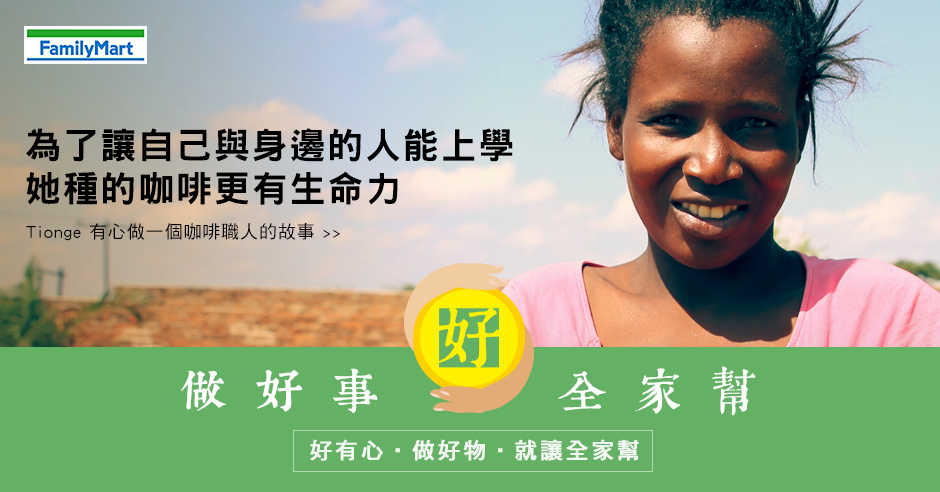 FamilyMart
為了讓自己與身邊的人能上學
她種的咖啡更有生命力
Tionge 有心做一個咖啡職人的故事 >>
好
做好事 全家幫
好有心·做好物·就讓全家幫